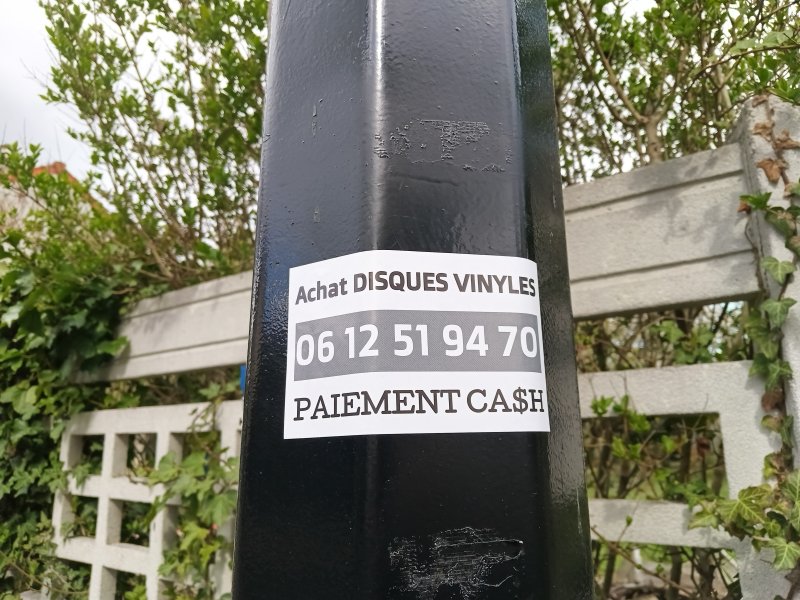 Achat DISQUES VINYLES
06 12 51 94 70
PAIEMENT CA$H